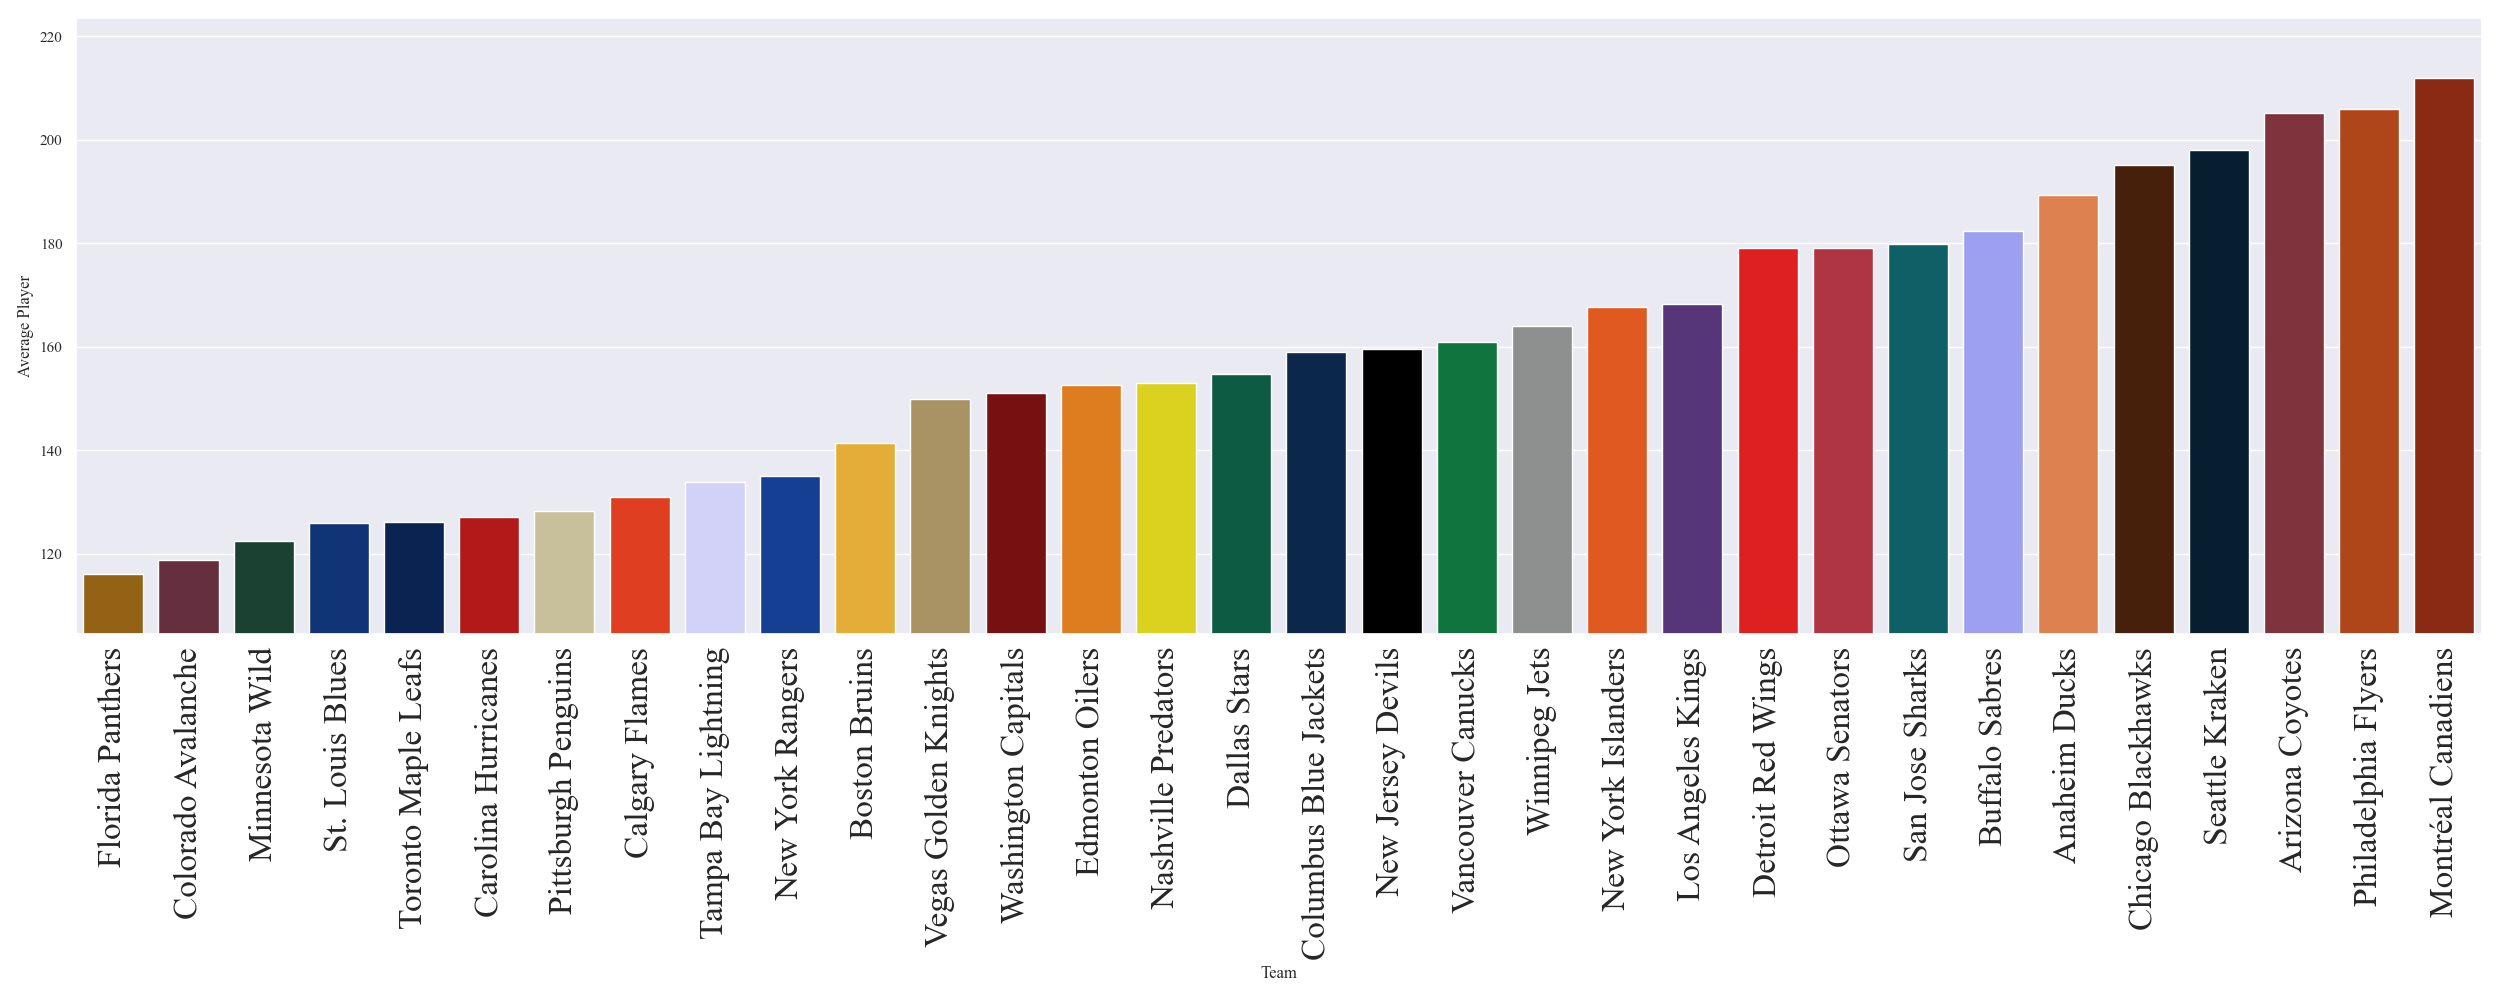 220
200
180
160
140
120
Average Player
Florida Panthers
Colorado Avalanche
Minnesota Wild
St. Louis Blues
Toronto Maple Leafs
Carolina Hurricanes
Pittsburgh Penguins
Calgary Flames
Tampa Bay Lightning
New York Rangers
Boston Bruins
Vegas Golden Knights
Washington Capitals
Edmonton Oilers
Nashville Predators
Dallas Stars
Columbus Blue Jackets
New Jersey Devils
Vancouver Canucks
Winnipeg Jets
New York Islanders
Los Angeles Kings
Detroit Red Wings
Ottawa Senators
San Jose Sharks
Buffalo Sabres
Anaheim Ducks
Chicago Blackhawks
Seattle Kraken
Arizona Coyotes
Philadelphia Flyers
Montréal Canadiens
Team